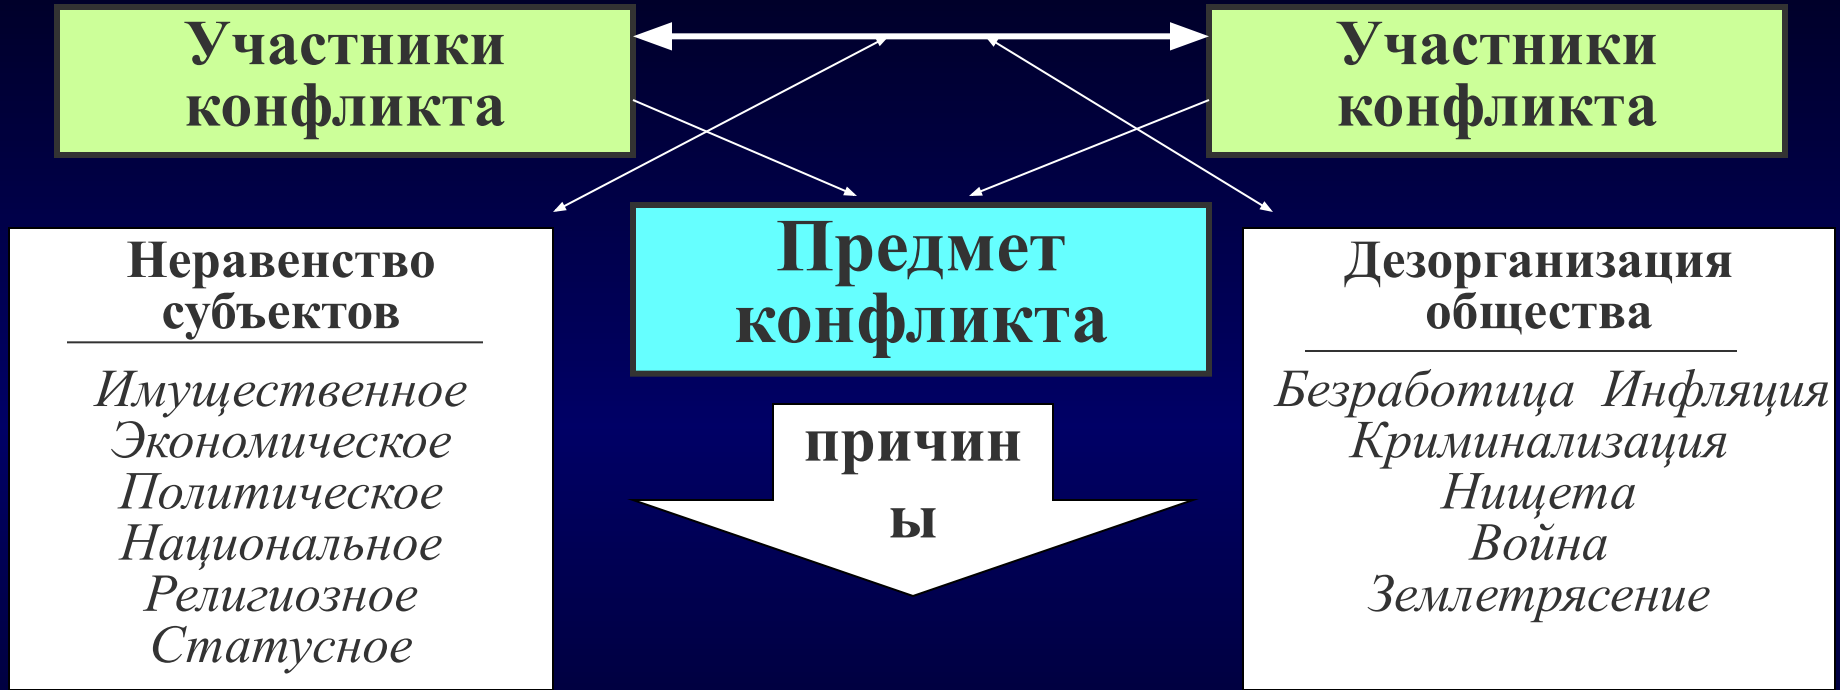 Участники
конфликта
Участники
конфликта
Предмет
конфликта
Неравенство
субъектов
Имущественное
Экономическое
Политическое
Национальное
Религиозное
Статусное
причин
ы
Дезорганизация
общества
Безработица Инфляция
Криминализация
Нищета
Война
Землетрясение